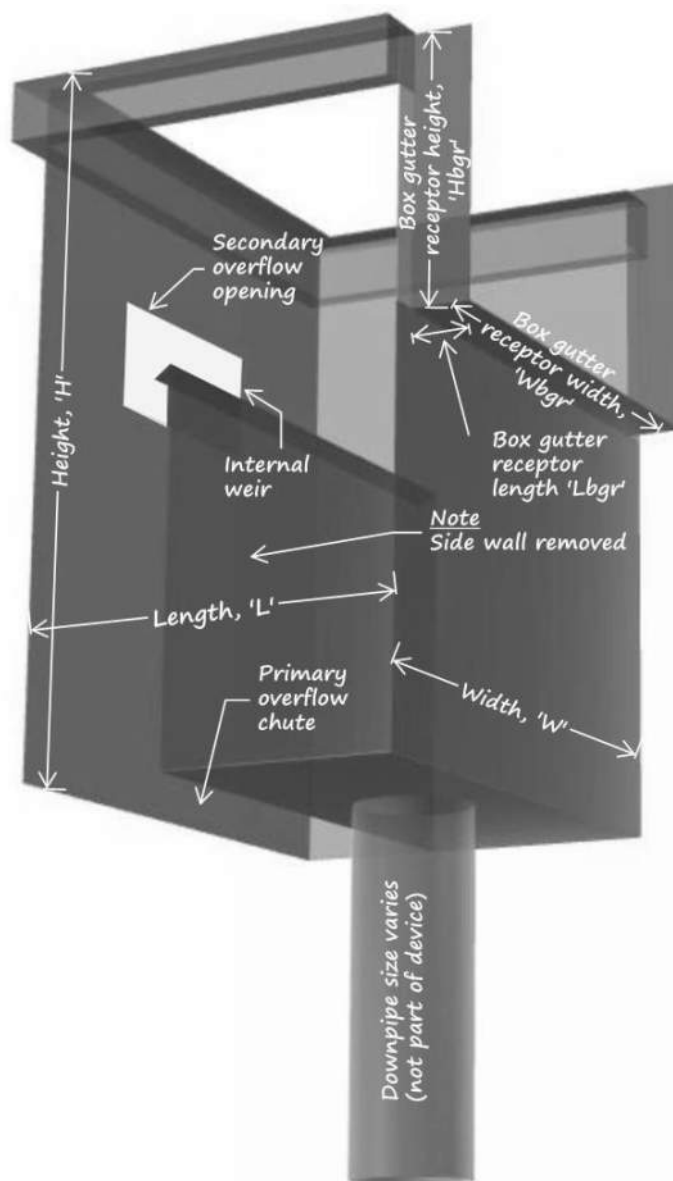 Box gutter
receptor height,
'Hbgr'
Secondary
overflow
opening
Box gutter
receptor width,
'Wbgr'
Height, 'H'
Internal
weir
Box gutter
receptor
length 'Lbgr'
Note
Side wall removed
Length, 'L'
Primary
overflow
chute
Width, 'W'
Downpipe size varies
(not part of device)